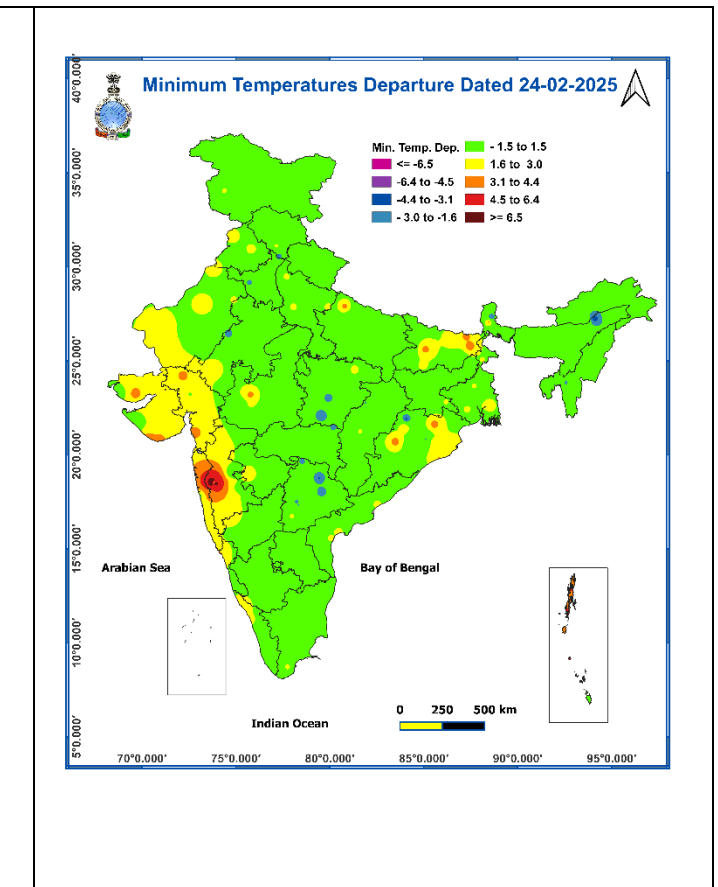 Minimum Temperatures Departure Dated 24-02-2025
Min. Temp. Dep.
<= -6.5
-6.4 to -4.5
-4.4 to -3.1
- 3.0 to -1.6
- 1.5 to 1.5
1.6 to 3.0
3.1 to 4.4
4.5 to 6.4
>= 6.5
40°0.000'
35°0.000'
30°0.000'
25°0.000'
20°0.000'
15°0.000'
10°0.000'
5°0.000'
Arabian Sea
Bay of Bengal
Indian Ocean
0 250 500 km
70°0.000' 75°0.000' 80°0.000' 85°0.000' 90°0.000' 95°0.000'